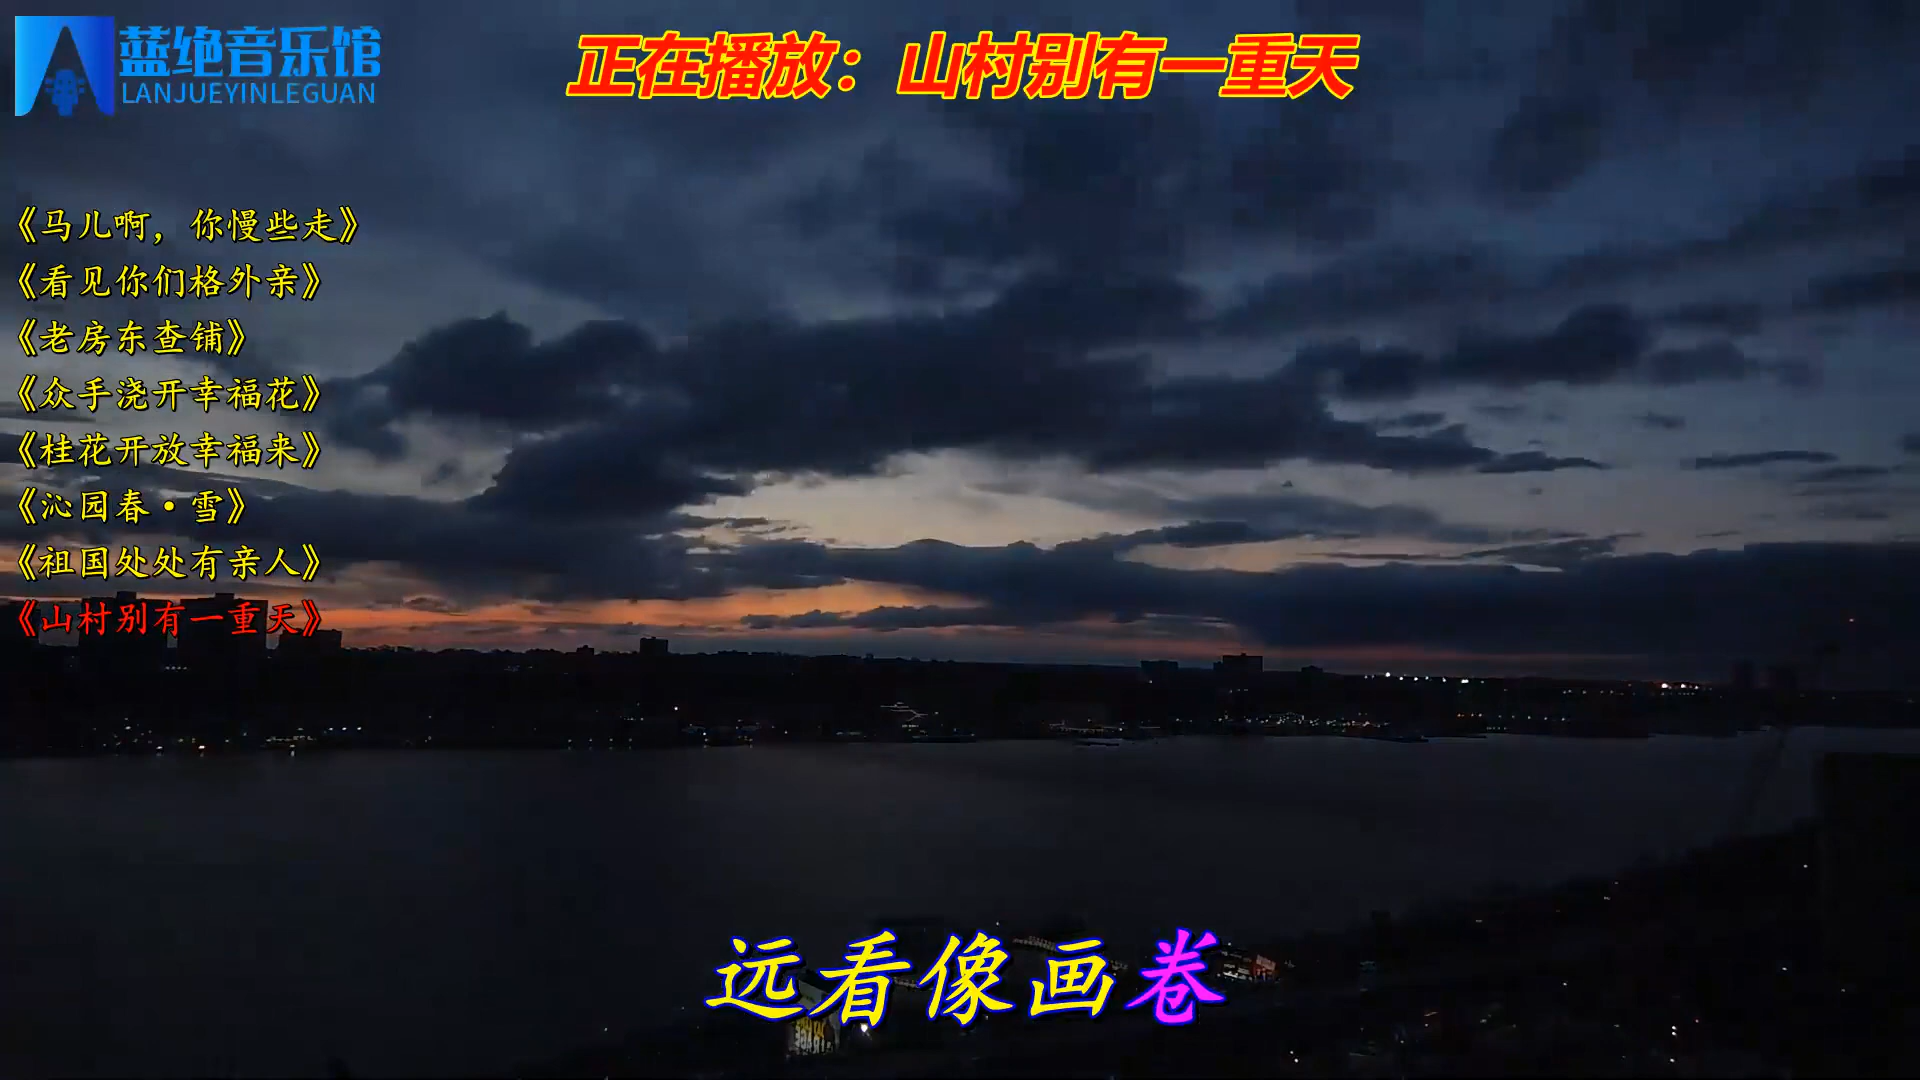 蓝绝音乐馆
LANJUEYINLEGUAN
正在播放：山村别有一重天
《马儿啊，你慢些走》
《看见你们格外亲》
《老房东查铺》
《众手浇开幸福花》
《桂花开放幸福来》
《沁园春·雪》
《祖国处处有亲人》
《山村别有一重天》
远看像画卷